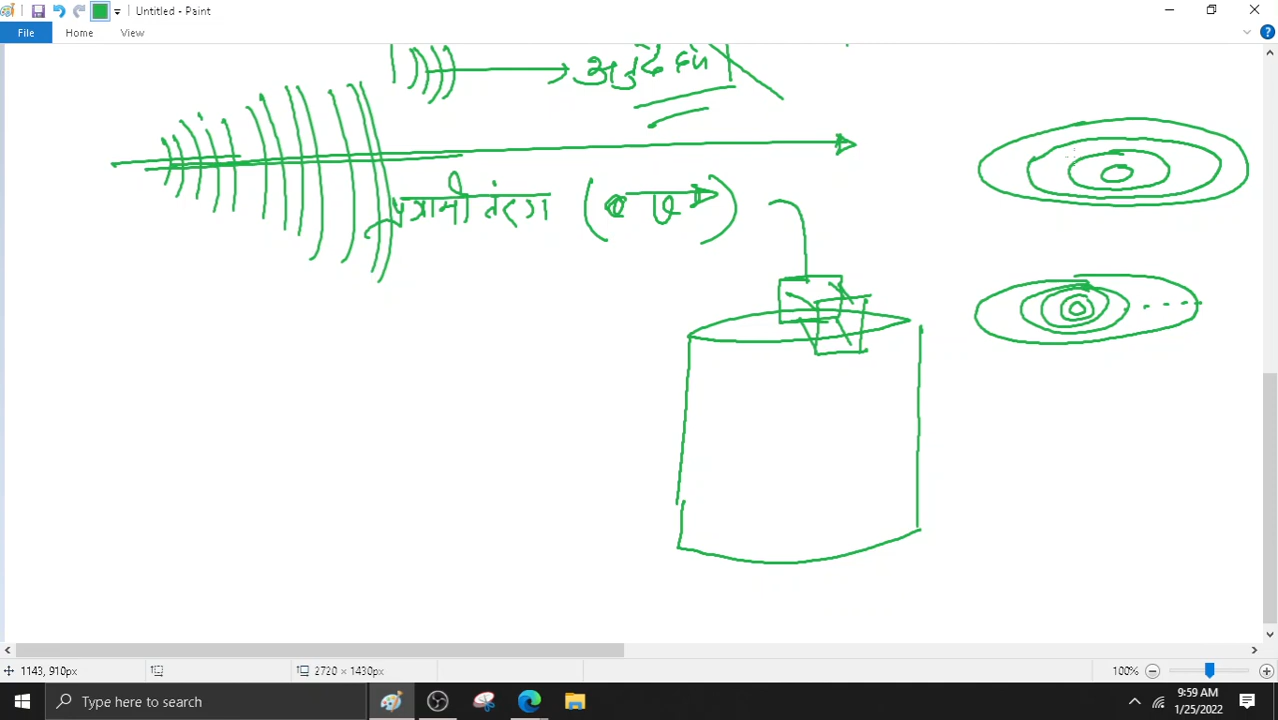 Untitled - Paint
File Home View
प्रगामी तरंग
1143, 910px
2720 × 1430px
100%
Type here to search
9:59 AM
1/25/2022